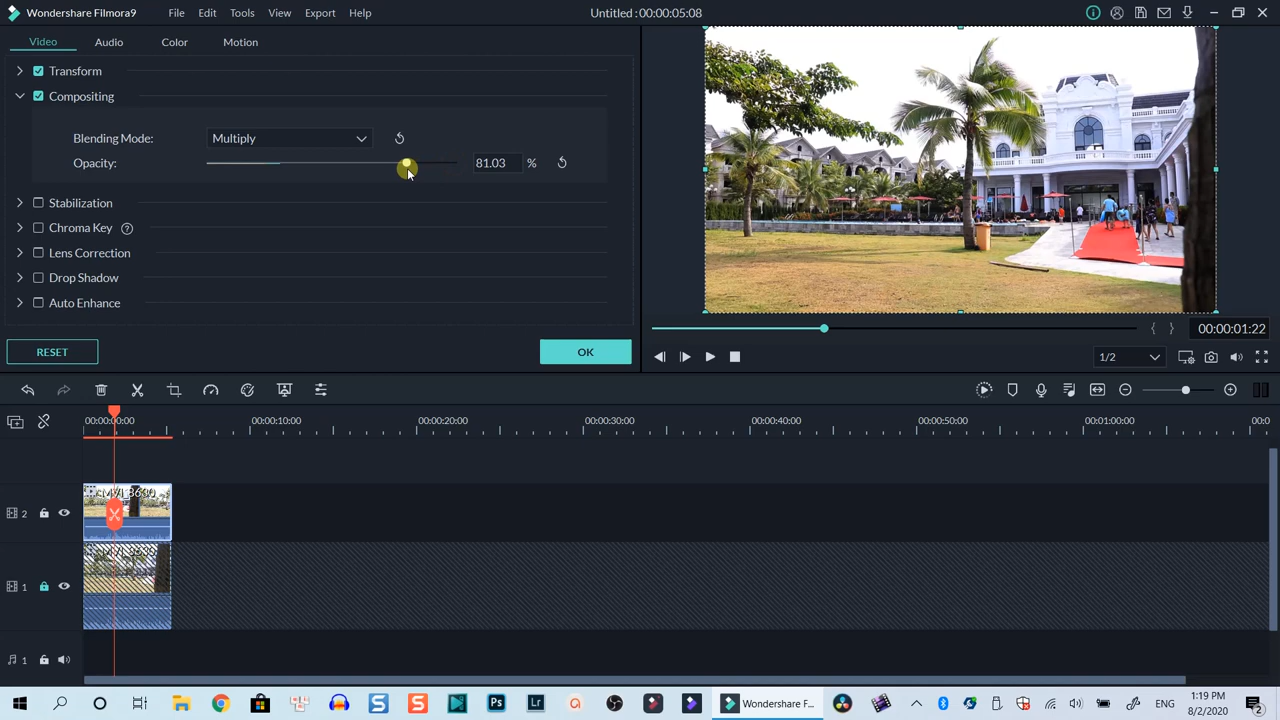 Wondershare Filmora9 File Edit Tools View Export Help Untitled : 00:00:05:08
Video Audio Color Motion
Transform
Compositing
Blending Mode: Multiply
Opacity: 81.03 %
Stabilization
Chroma Key
Lens Correction
Drop Shadow
Auto Enhance
RESET OK
00:00:01:22
1/2
00:00:00:00 00:00:10:00 00:00:20:00 00:00:30:00 00:00:40:00 00:00:50:00 00:01:00:00 00:0
2
1
1
Wondershare F... ENG 1:19 PM
8/2/2020
2